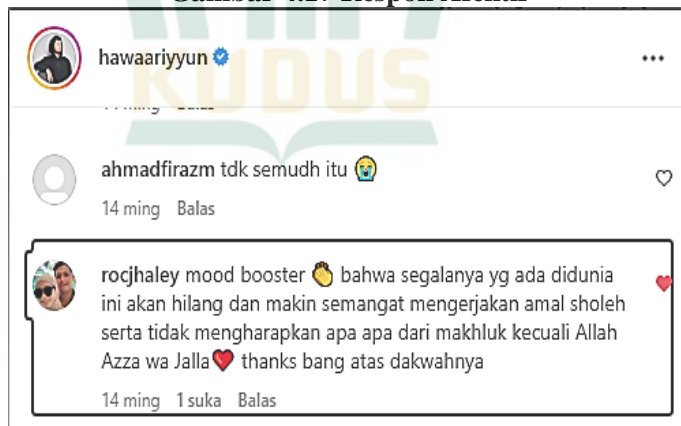 KUDUS
hawaariyyun
ahmadfirazm tdk semudh itu 😭
14 ming Balas
rocjhaley mood booster 👏 bahwa segalanya yg ada didunia
ini akan hilang dan makin semangat mengerjakan amal sholeh
serta tidak mengharapkan apa apa dari makhluk kecuali Allah
Azza wa Jalla❤️ thanks bang atas dakwahnya
14 ming 1 suka Balas